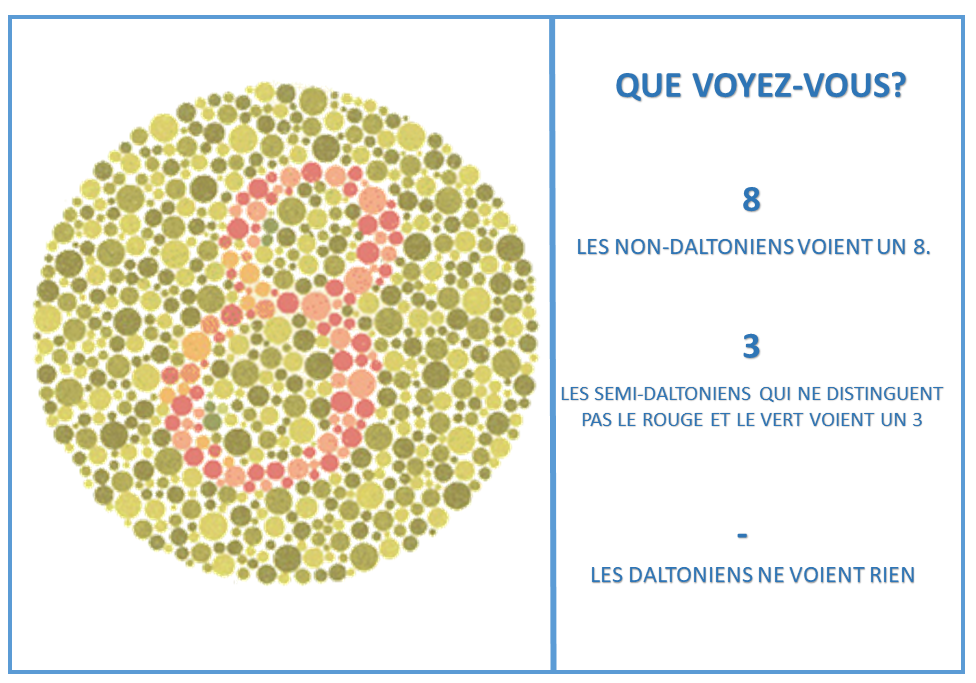 8
QUE VOYEZ-VOUS?
8
LES NON-DALTONIENS VOIENT UN 8.
3
LES SEMI-DALTONIENS QUI NE DISTINGUENT
PAS LE ROUGE ET LE VERT VOIENT UN 3
-
LES DALTONIENS NE VOIENT RIEN